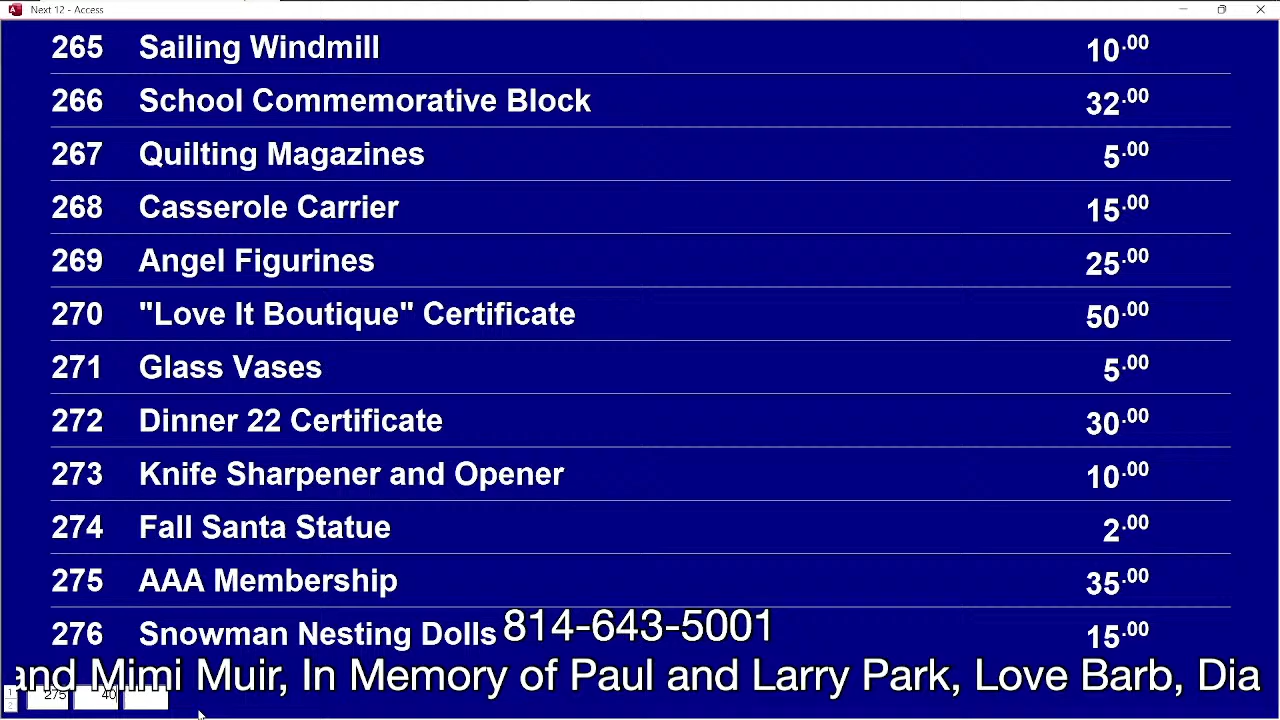 Next 12 - Access
265 Sailing Windmill 10.00
266 School Commemorative Block 32.00
267 Quilting Magazines 5.00
268 Casserole Carrier 15.00
269 Angel Figurines 25.00
270 "Love It Boutique" Certificate 50.00
271 Glass Vases 5.00
272 Dinner 22 Certificate 30.00
273 Knife Sharpener and Opener 10.00
274 Fall Santa Statue 2.00
275 AAA Membership 35.00
276 Snowman Nesting Dolls 15.00
814-643-5001
and Mimi Muir, In Memory of Paul and Larry Park, Love Barb, Dia
1 275 40
2